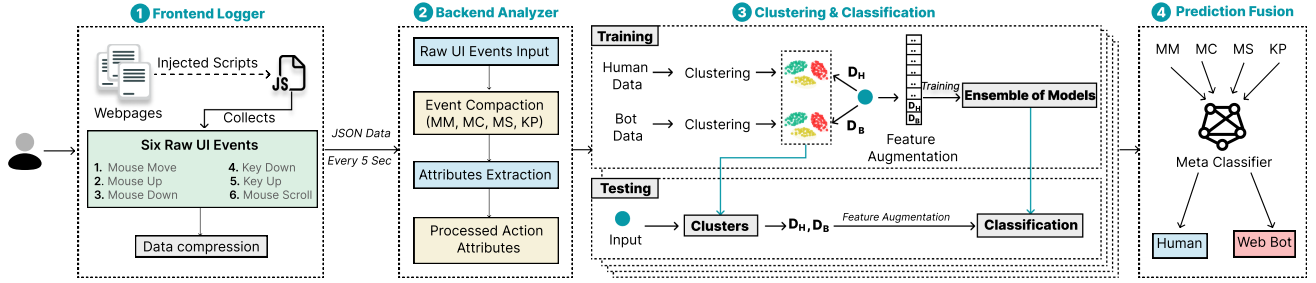 1 Frontend Logger
Injected Scripts
JS
Webpages
Collects
Six Raw UI Events
1. Mouse Move
2. Mouse Up
3. Mouse Down
4. Key Down
5. Key Up
6. Mouse Scroll
Data compression
JSON Data
Every 5 Sec
2 Backend Analyzer
Raw UI Events Input
Event Compaction
(MM, MC, MS, KP)
Attributes Extraction
Processed Action
Attributes
3 Clustering & Classification
Training
Human
Data
Clustering
Bot
Data
Clustering
DH
DB
..
..
..
..
..
..
DH
DB
Feature
Augmentation
Training
Ensemble of Models
Testing
Input
Clusters
DH, DB
Feature Augmentation
Classification
4 Prediction Fusion
MM MC MS KP
Meta Classifier
Human
Web Bot